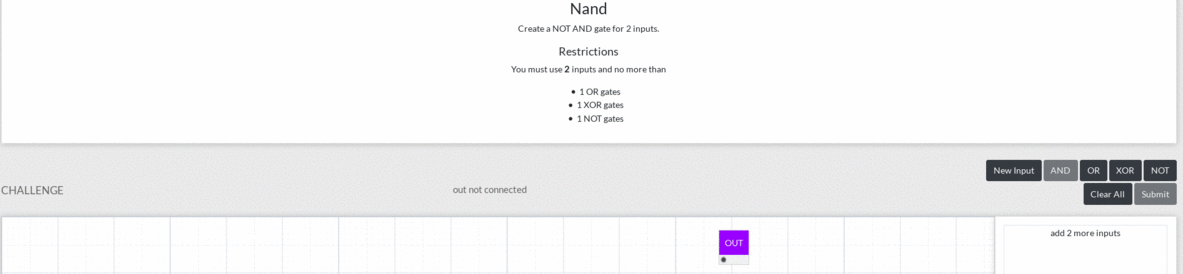 Nand
Create a NOT AND gate for 2 inputs.
Restrictions
You must use 2 inputs and no more than
• 1 OR gates
• 1 XOR gates
• 1 NOT gates
New Input AND OR XOR NOT
CHALLENGE out not connected Clear All Submit
OUT add 2 more inputs